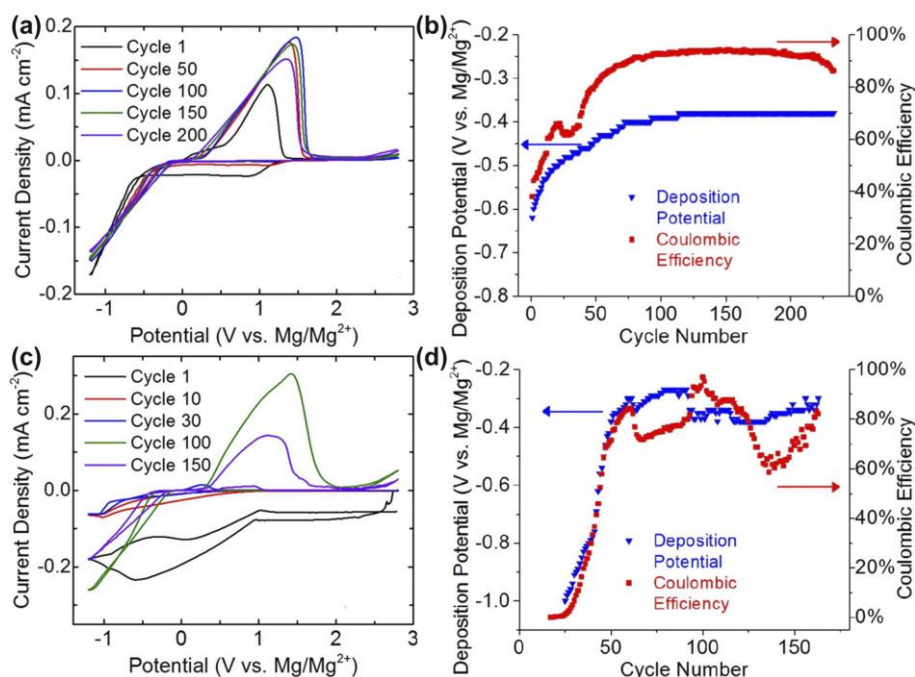 (a)
0.2
0.1
0.0
-0.1
-0.2
Current Density (mA cm-2)
Cycle 1
Cycle 50
Cycle 100
Cycle 150
Cycle 200
-1 0 1 2 3
Potential (V vs. Mg/Mg2+)
(b)
-0.2
-0.3
-0.4
-0.5
-0.6
-0.7
-0.8
Deposition Potential (V vs. Mg/Mg2+)
Deposition
Potential
Coulombic
Efficiency
100%
80%
60%
40%
20%
0%
Coulombic Efficiency
0 50 100 150 200
Cycle Number
(c)
0.2
0.0
-0.2
Current Density (mA cm-2)
Cycle 1
Cycle 10
Cycle 30
Cycle 100
Cycle 150
-1 0 1 2 3
Potential (V vs. Mg/Mg2+)
(d)
-0.2
-0.4
-0.6
-0.8
-1.0
Deposition Potential (V vs. Mg/Mg2+)
Deposition
Potential
Coulombic
Efficiency
100%
80%
60%
40%
20%
0%
Coulombic Efficiency
0 50 100 150
Cycle Number